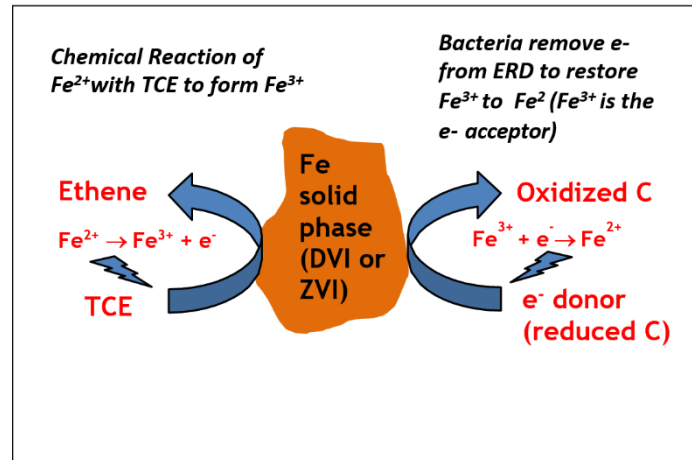 Chemical Reaction of
Fe²⁺with TCE to form Fe³⁺
Bacteria remove e-
from ERD to restore
Fe³⁺ to Fe² (Fe³⁺ is the
e- acceptor)
Ethene
Fe²⁺ → Fe³⁺ + e⁻
TCE
Fe
solid
phase
(DVI or
ZVI)
Oxidized C
Fe³⁺ + e⁻ → Fe²⁺
e⁻ donor
(reduced C)